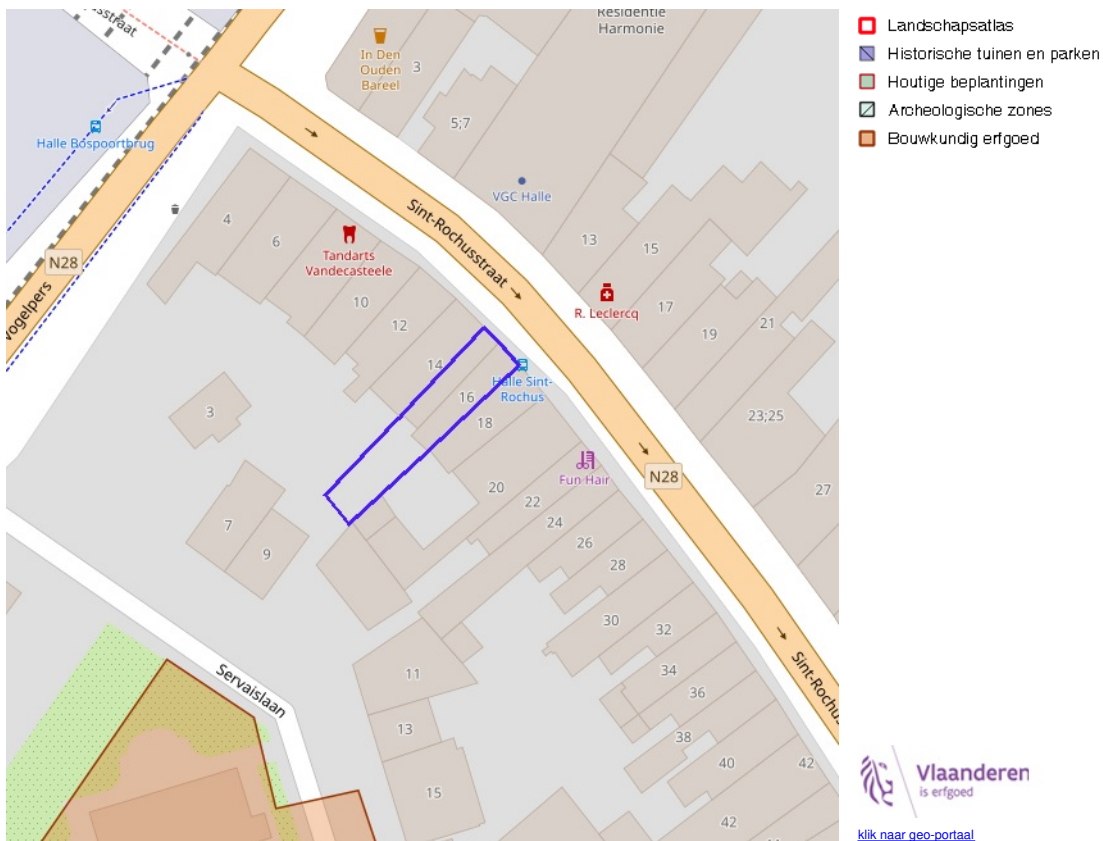 usstraat
Residentie
Harmonie
In Den
Ouden
Bareel
3
5;7
Halle Bospoortbrug
VGC Halle
Sint-Rochusstraat
4
6
Tandarts
Vandecasteele
13
15
N28
Vogelpers
10
12
R. Leclercq
17
19
21
14
16
Halle Sint-
Rochus
18
3
23;25
Fun Hair
N28
20
22
24
26
28
27
7
9
30
32
34
36
38
40
42
42
11
13
15
Servaislaan
Sint-Rochus
Landschapsatlas
Historische tuinen en parken
Houtige beplantingen
Archeologische zones
Bouwkundig erfgoed
Vlaanderen
is erfgoed
klik naar geo-portaal